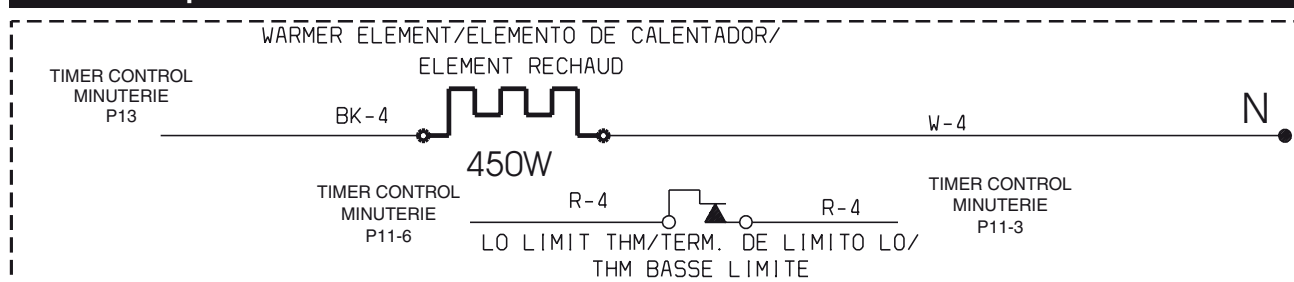 WARMER ELEMENT/ELEMENTO DE CALENTADOR/
ELEMENT RECHAUD
TIMER CONTROL
MINUTERIE
P13
BK-4
W-4
N
450W
TIMER CONTROL
MINUTERIE
P11-6
R-4
R-4
TIMER CONTROL
MINUTERIE
P11-3
LO LIMIT THM/TERM. DE LIMITO LO/
THM BASSE LIMITE